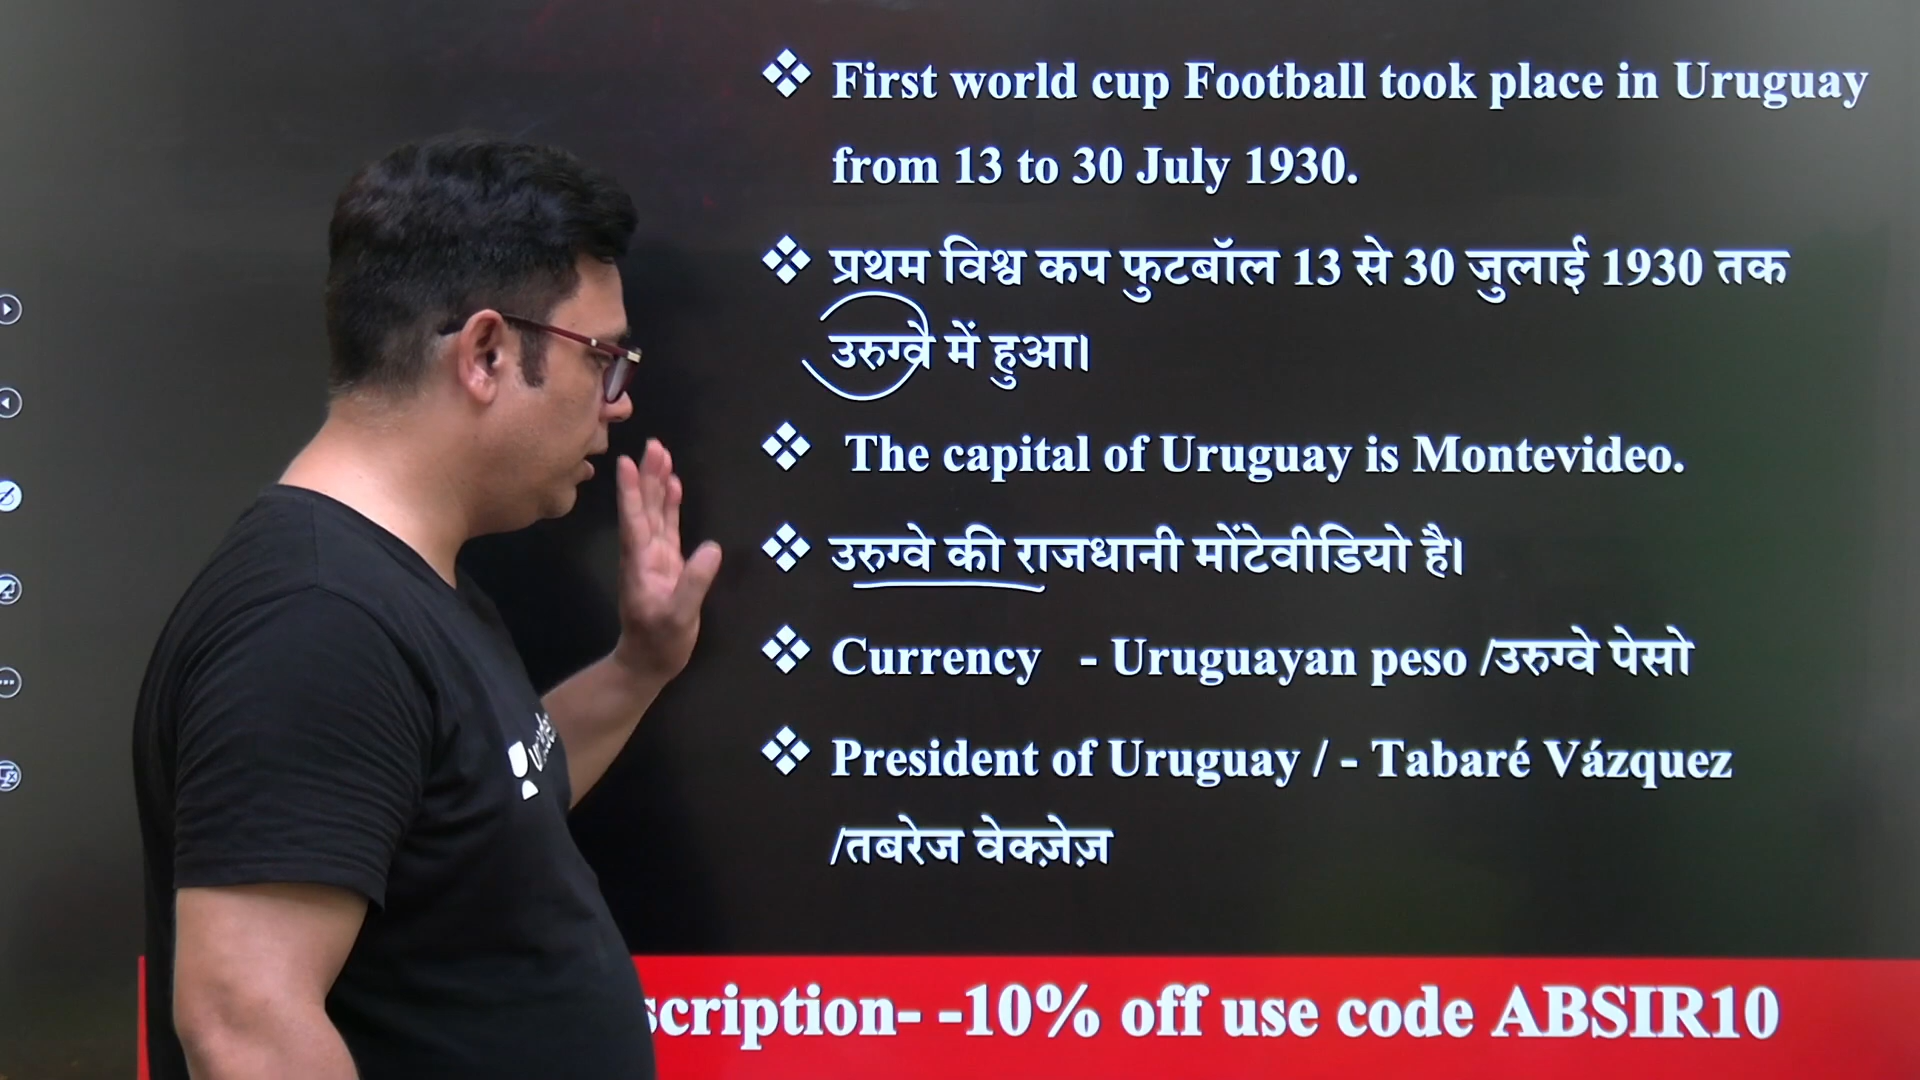 First world cup Football took place in Uruguay
from 13 to 30 July 1930.
प्रथम विश्व कप फुटबॉल 13 से 30 जुलाई 1930 तक
उरुग्वै में हुआ।
The capital of Uruguay is Montevideo.
उरुग्वे की राजधानी मोंटेवीडियो है।
Currency - Uruguayan peso /उरुग्वे पेसो
President of Uruguay / - Tabaré Vázquez
/तबरेज वेक्ज़ेज़
scription- -10% off use code ABSIR10